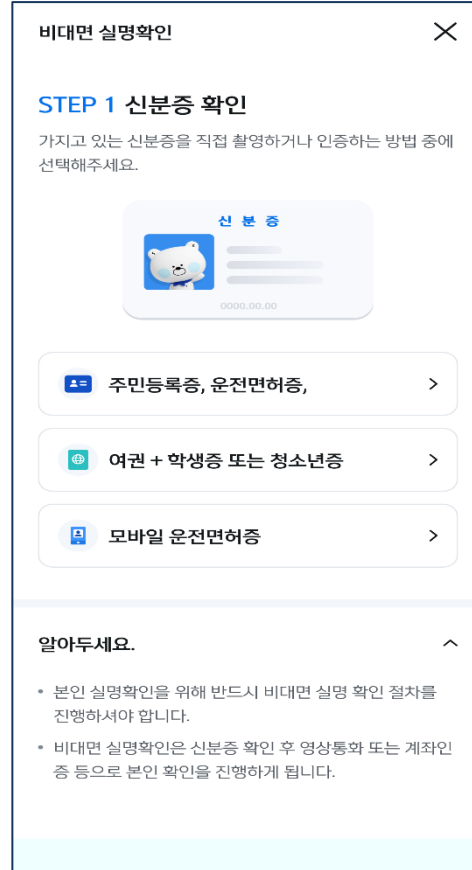 비대면 실명확인
STEP 1 신분증 확인
가지고 있는 신분증을 직접 촬영하거나 인증하는 방법 중에
선택해주세요.
신 분 증
0000.00.00
주민등록증, 운전면허증,
여권 + 학생증 또는 청소년증
모바일 운전면허증
알아두세요.
• 본인 실명확인을 위해 반드시 비대면 실명 확인 절차를
진행하셔야 합니다.
• 비대면 실명확인은 신분증 확인 후 영상통화 또는 계좌인
증 등으로 본인 확인을 진행하게 됩니다.